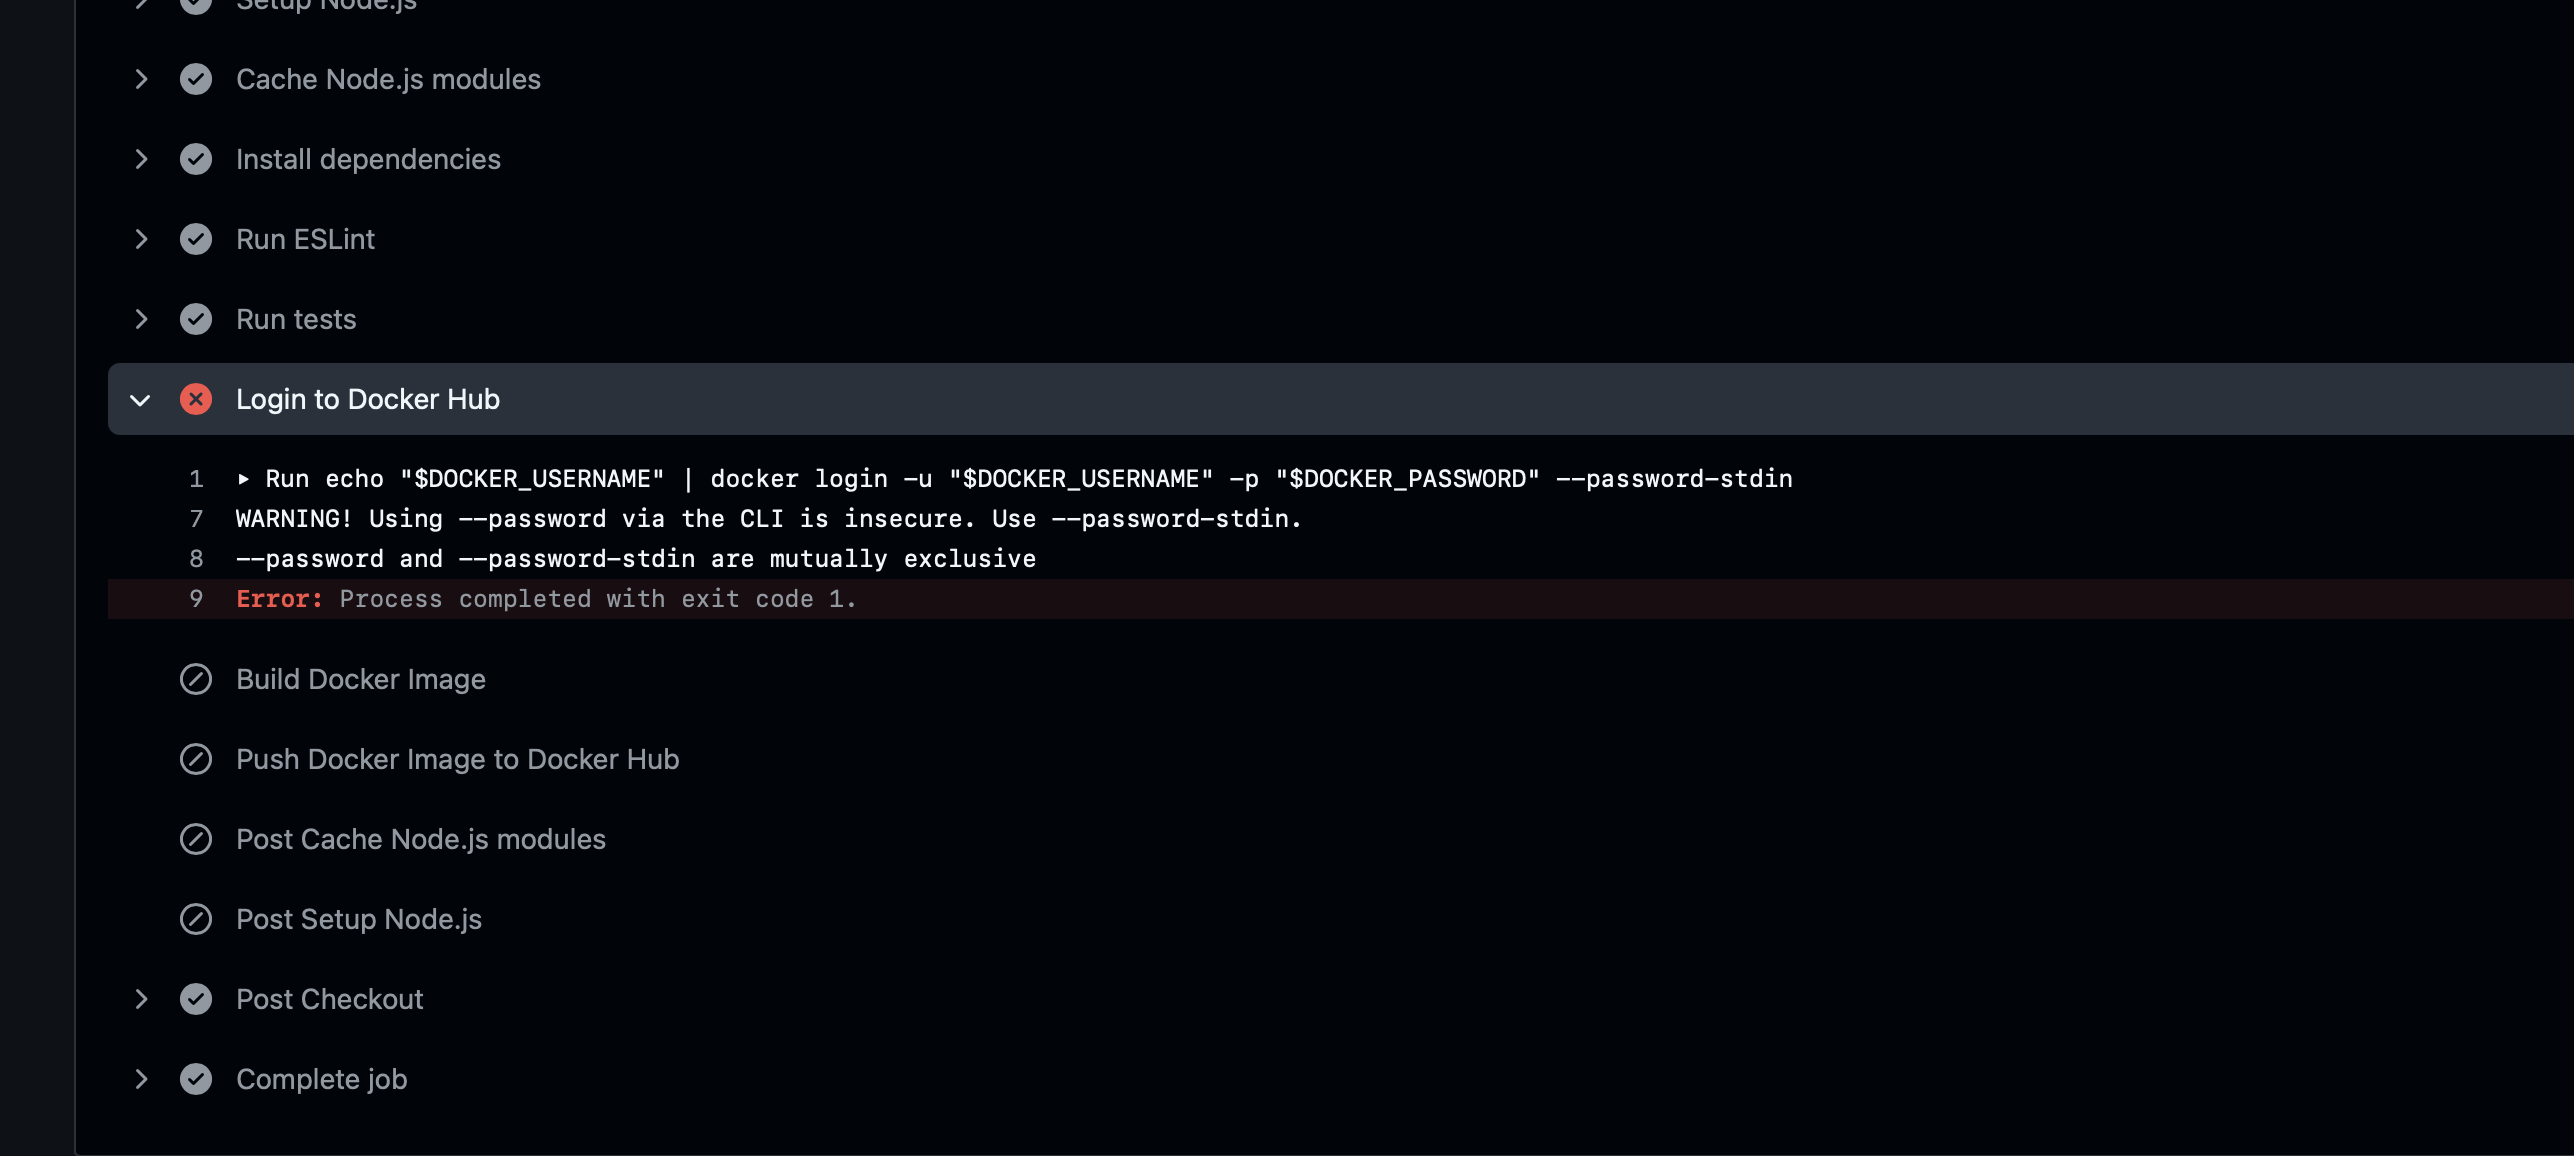 Setup Node.js
Cache Node.js modules
Install dependencies
Run ESLint
Run tests
Login to Docker Hub
1 ▸ Run echo "$DOCKER_USERNAME" | docker login -u "$DOCKER_USERNAME" -p "$DOCKER_PASSWORD" --password-stdin
7 WARNING! Using --password via the CLI is insecure. Use --password-stdin.
8 --password and --password-stdin are mutually exclusive
9 Error: Process completed with exit code 1.
Build Docker Image
Push Docker Image to Docker Hub
Post Cache Node.js modules
Post Setup Node.js
Post Checkout
Complete job